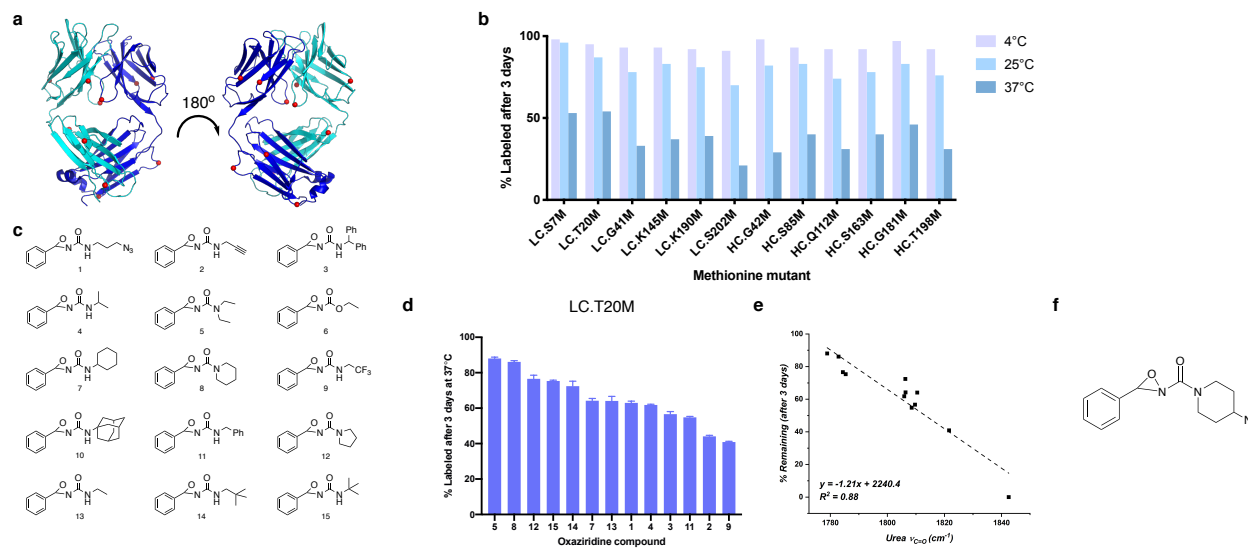 a
180º
b
% Labeled after 3 days
100
50
0
4°C
25°C
37°C
LC.S7M
LC.T20M
LC.G41M
LC.K145M
LC.K190M
LC.S202M
HC.G42M
HC.S85M
HC.Q112M
HC.S163M
HC.G181M
HC.T198M
Methionine mutant
c
O O
N N H N3
1
O O
N N H
2
O O Ph
N N H Ph
3
O O
N N H
4
O O
N N
5
O O
N O
6
O O
N N H
7
O O
N N
8
O O
N N H CF3
9
O O
N N H
10
O O
N N H Ph
11
O O
N N
12
O O
N N H
13
O O
N N H
14
O O
N N H
15
d
LC.T20M
% Labeled after 3 days at 37°C
100
80
60
40
20
0
5 8 12 15 14 7 13 1 4 3 11 2 9
Oxaziridine compound
e
% Remaining (after 3 days)
100
80
60
40
20
0
y = -1.21x + 2240.4
R2 = 0.88
1780 1800 1820 1840
Urea νC=O (cm-1)
f
O O
N N
N